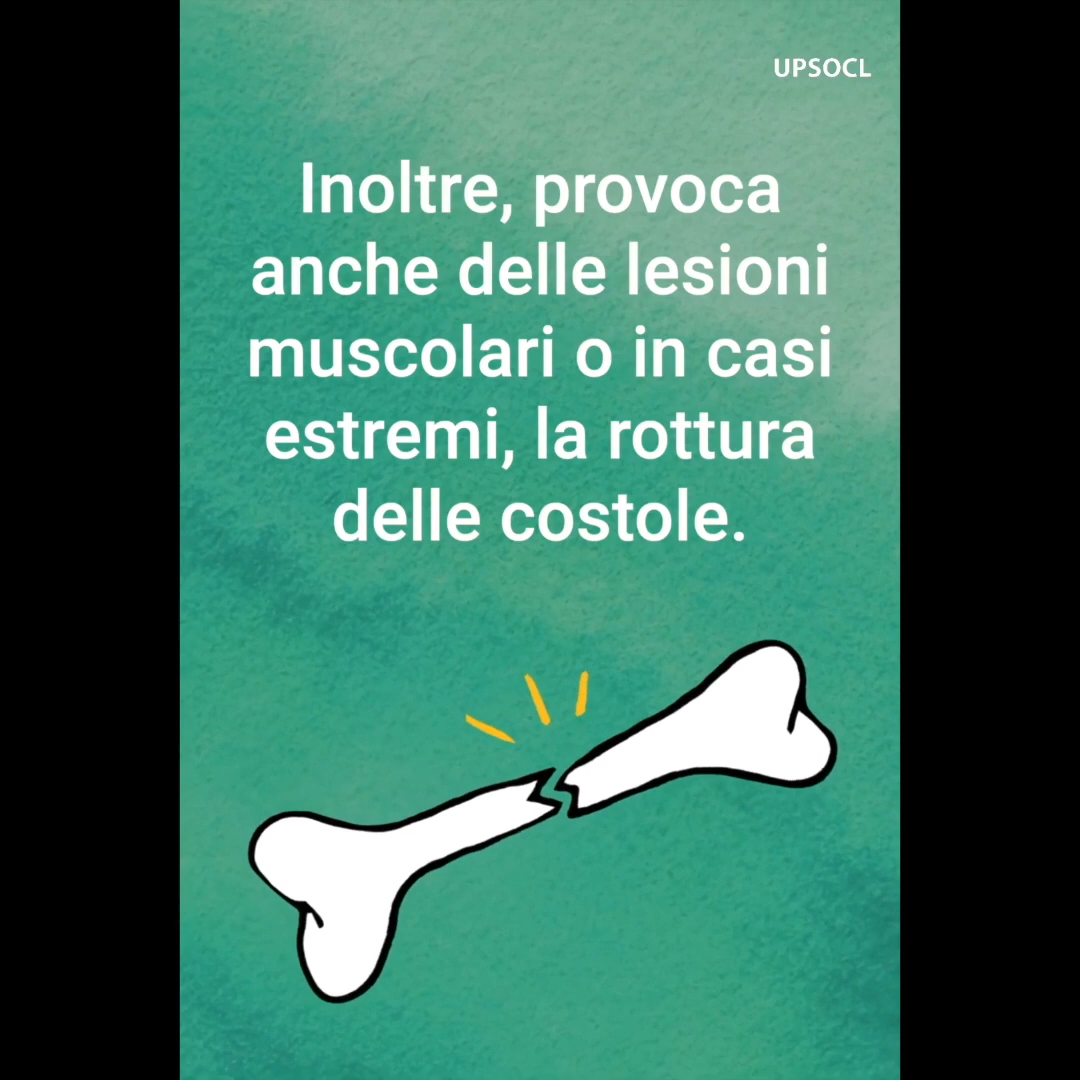 UPSOCL
Inoltre, provoca
anche delle lesioni
muscolari o in casi
estremi, la rottura
delle costole.